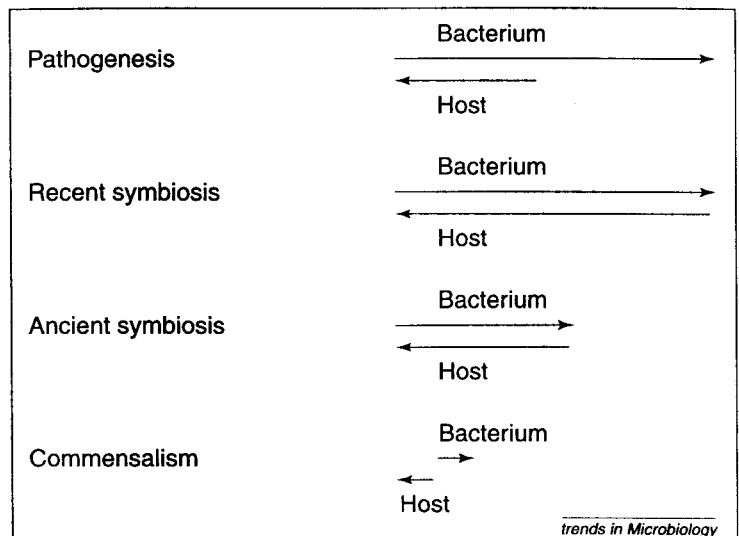 Bacterium
Pathogenesis
Host
Bacterium
Recent symbiosis
Host
Bacterium
Ancient symbiosis
Host
Bacterium
Commensalism
Host
trends in Microbiology